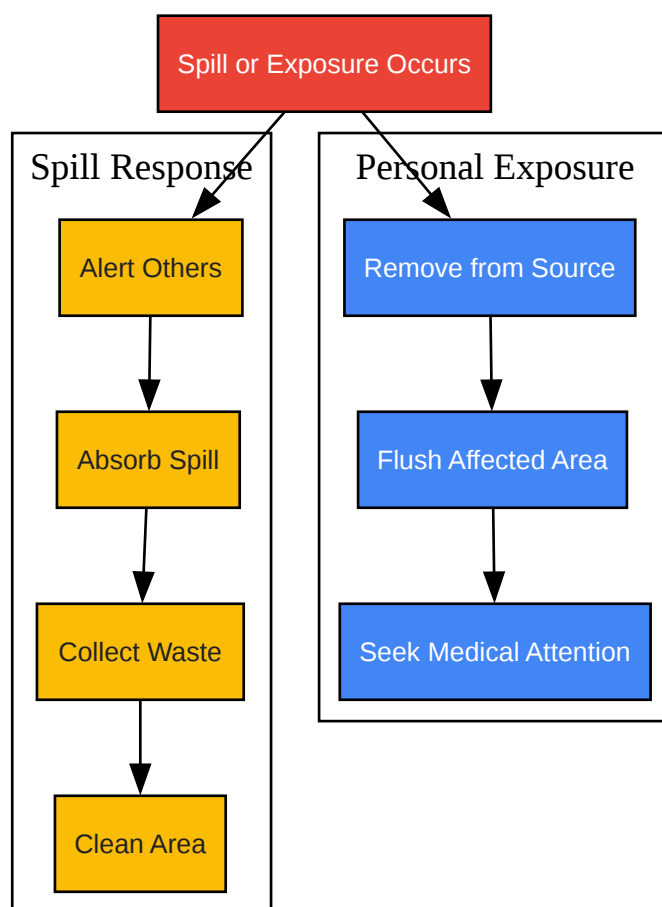 Spill or Exposure Occurs
Spill Response
Alert Others
Absorb Spill
Collect Waste
Clean Area
Personal Exposure
Remove from Source
Flush Affected Area
Seek Medical Attention